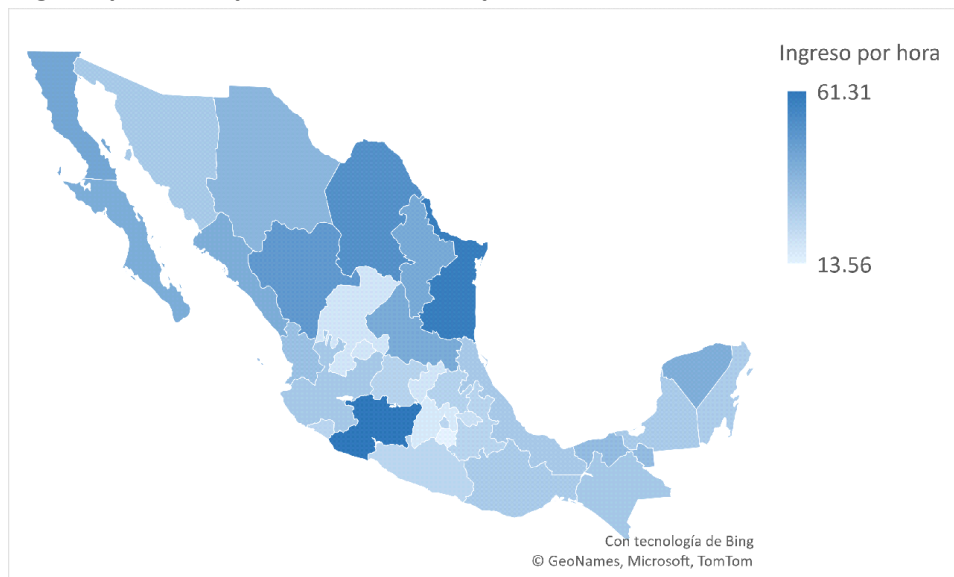 Ingreso por hora
61.31
13.56
Con tecnología de Bing
© GeoNames, Microsoft, TomTom